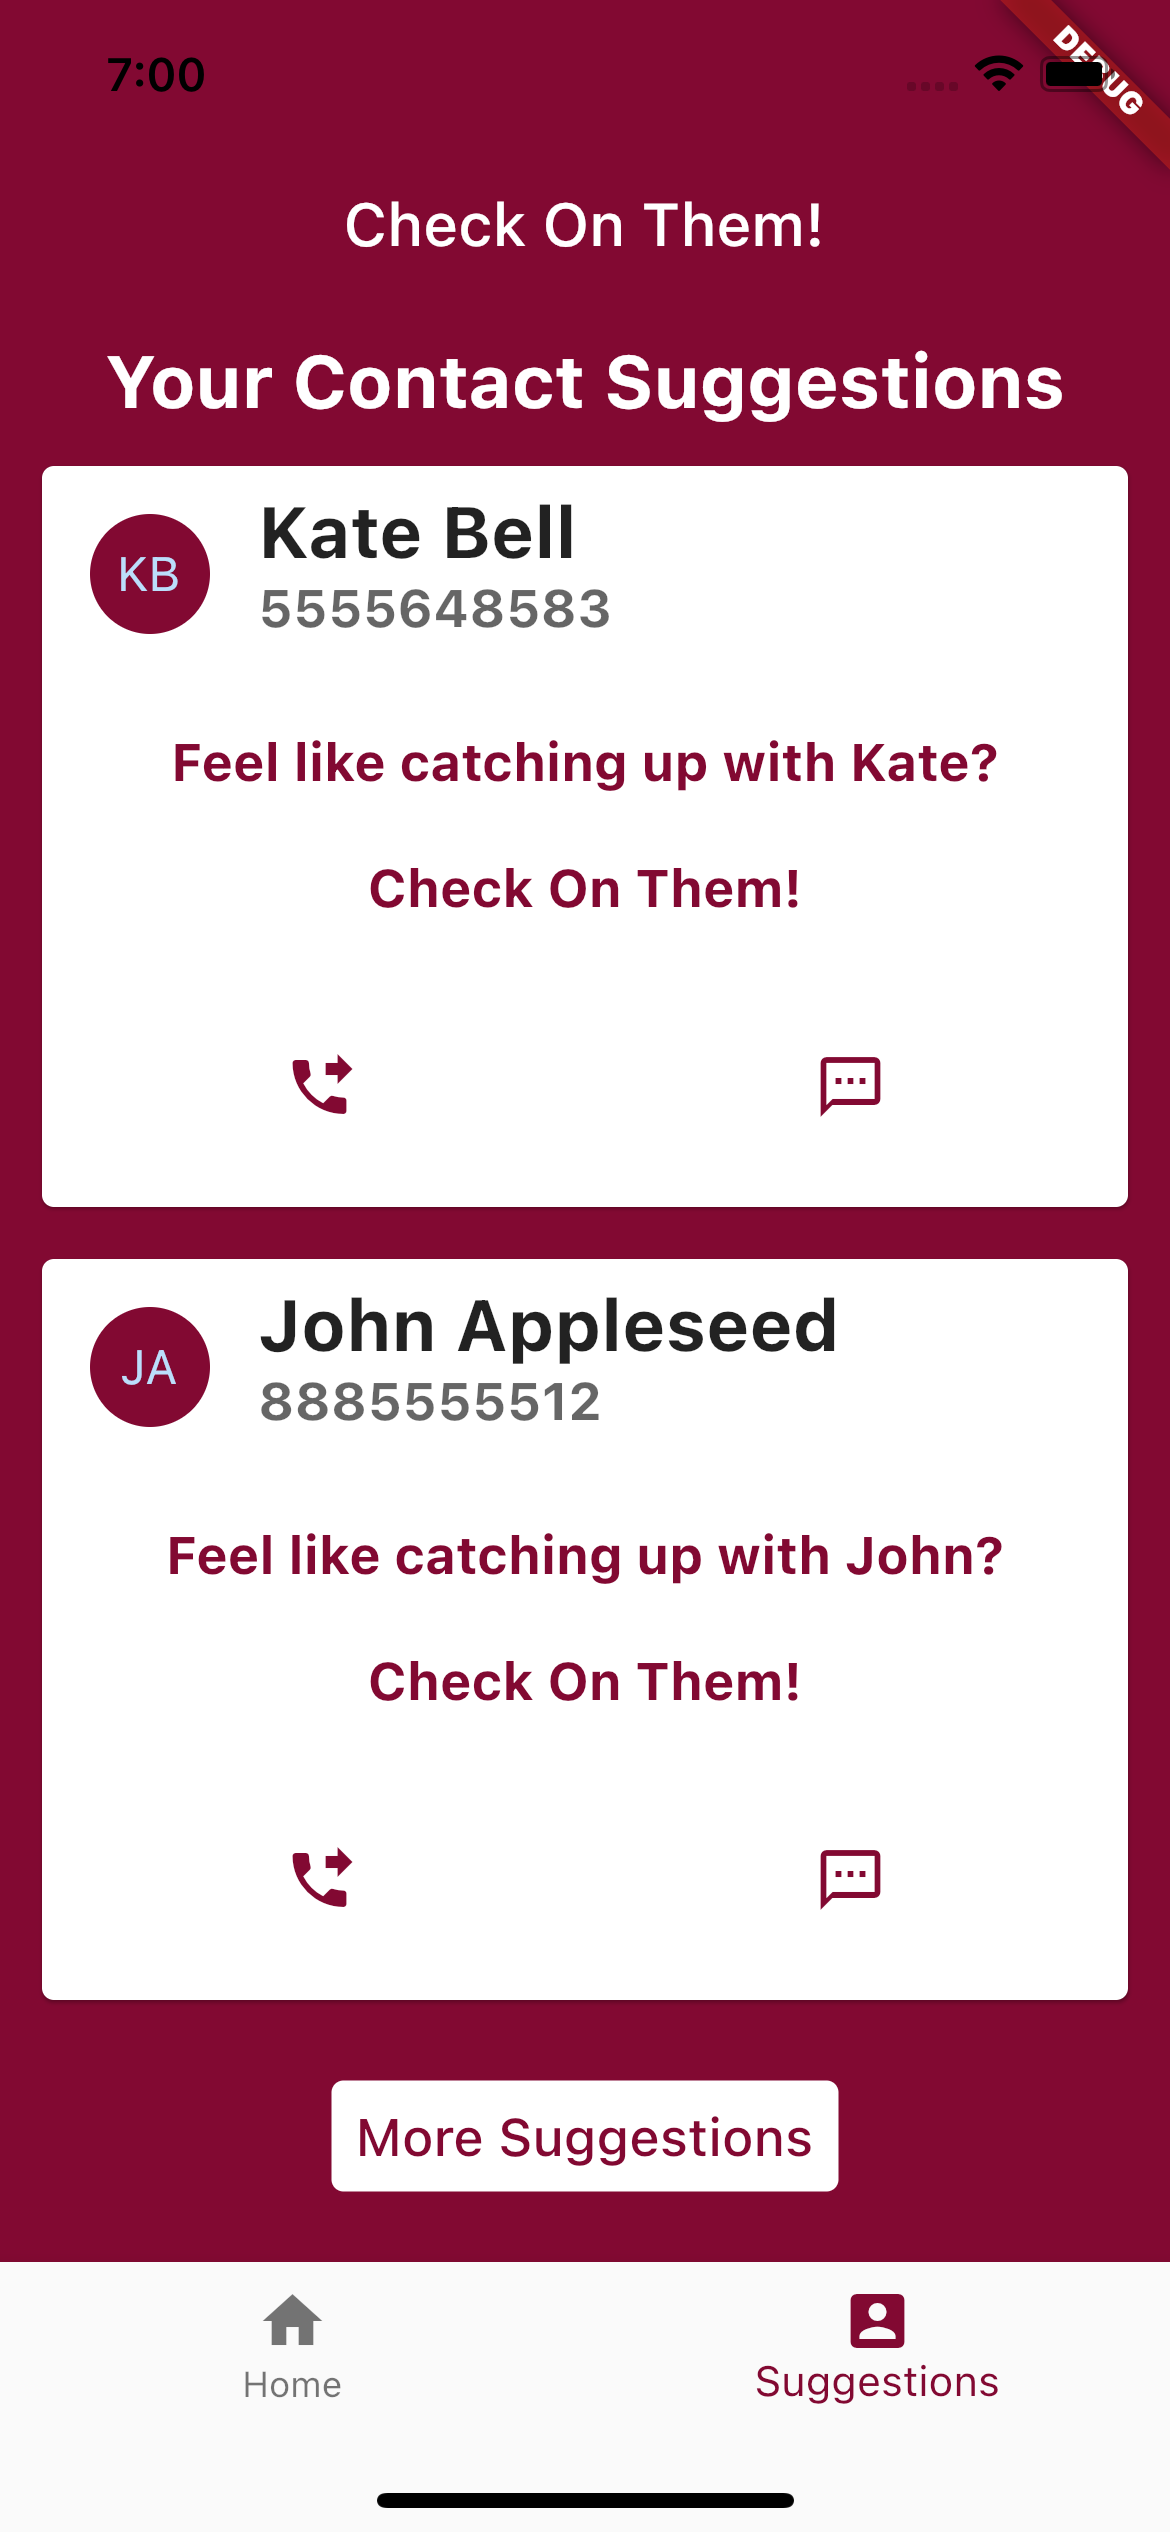 7:00
DEBUG
Check On Them!
Your Contact Suggestions
KB
Kate Bell
5555648583
Feel like catching up with Kate?
Check On Them!
JA
John Appleseed
8885555512
Feel like catching up with John?
Check On Them!
More Suggestions
Home
Suggestions